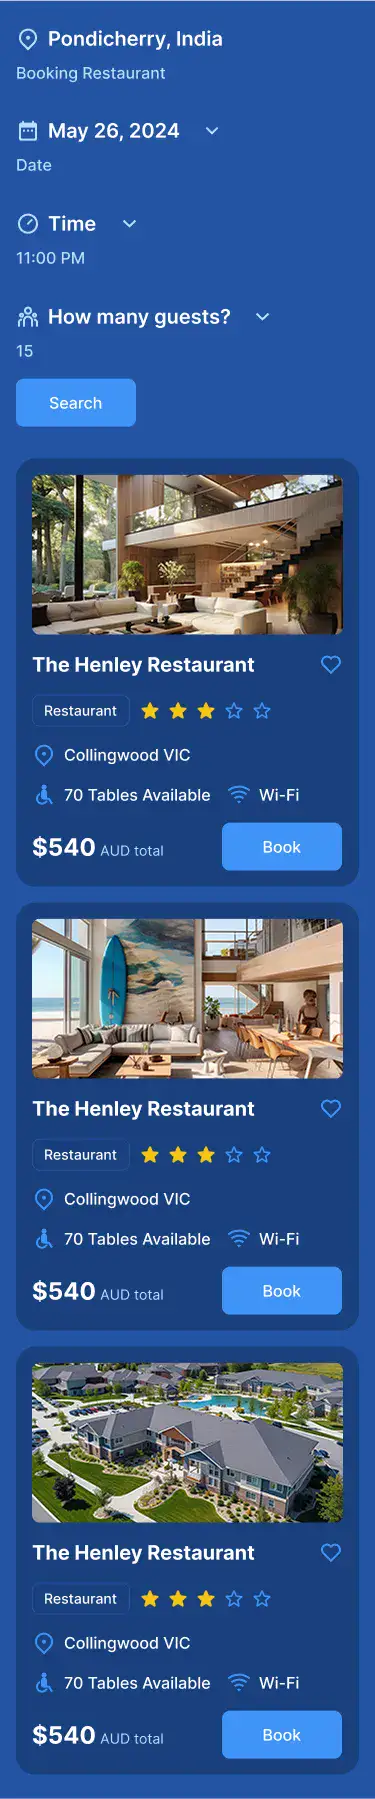 Pondicherry, India
Booking Restaurant
May 26, 2024
Date
Time
11:00 PM
How many guests?
15
Search
The Henley Restaurant
Restaurant
Collingwood VIC
70 Tables Available Wi-Fi
$540 AUD total Book
The Henley Restaurant
Restaurant
Collingwood VIC
70 Tables Available Wi-Fi
$540 AUD total Book
The Henley Restaurant
Restaurant
Collingwood VIC
70 Tables Available Wi-Fi
$540 AUD total Book